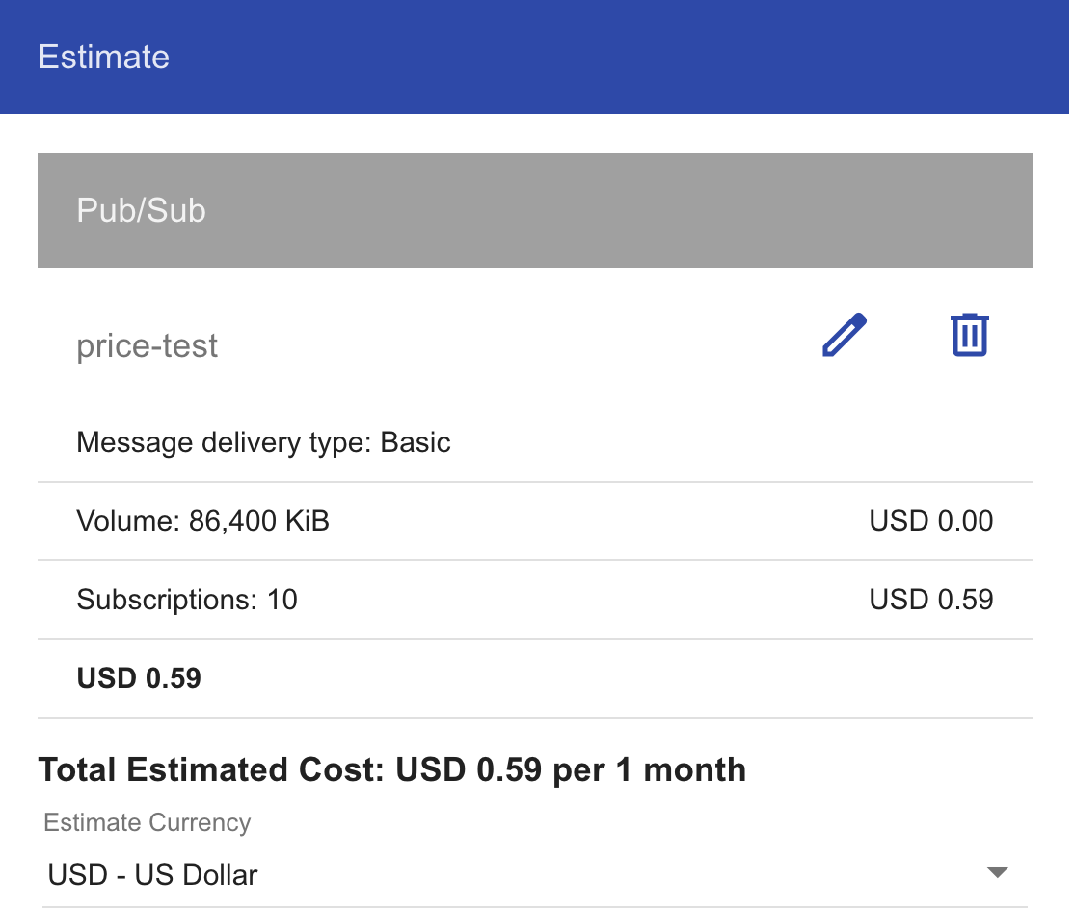 Estimate
Pub/Sub
price-test
Message delivery type: Basic
Volume: 86,400 KiB USD 0.00
Subscriptions: 10 USD 0.59
USD 0.59
Total Estimated Cost: USD 0.59 per 1 month
Estimate Currency
USD - US Dollar